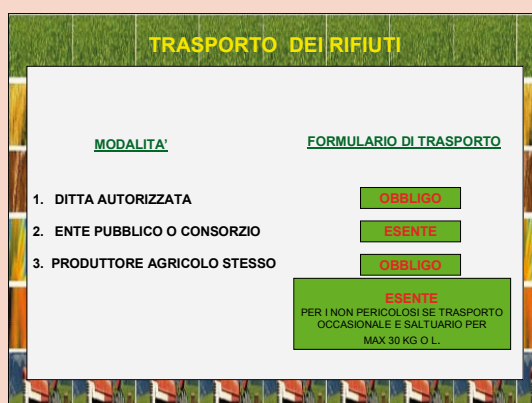 TRASPORTO DEI RIFIUTI
MODALITA'
FORMULARIO DI TRASPORTO
1. DITTA AUTORIZZATA
OBBLIGO
2. ENTE PUBBLICO O CONSORZIO
ESENTE
3. PRODUTTORE AGRICOLO STESSO
OBBLIGO
ESENTE
PER I NON PERICOLOSI SE TRASPORTO
OCCASIONALE E SALTUARIO PER
MAX 30 KG O L.